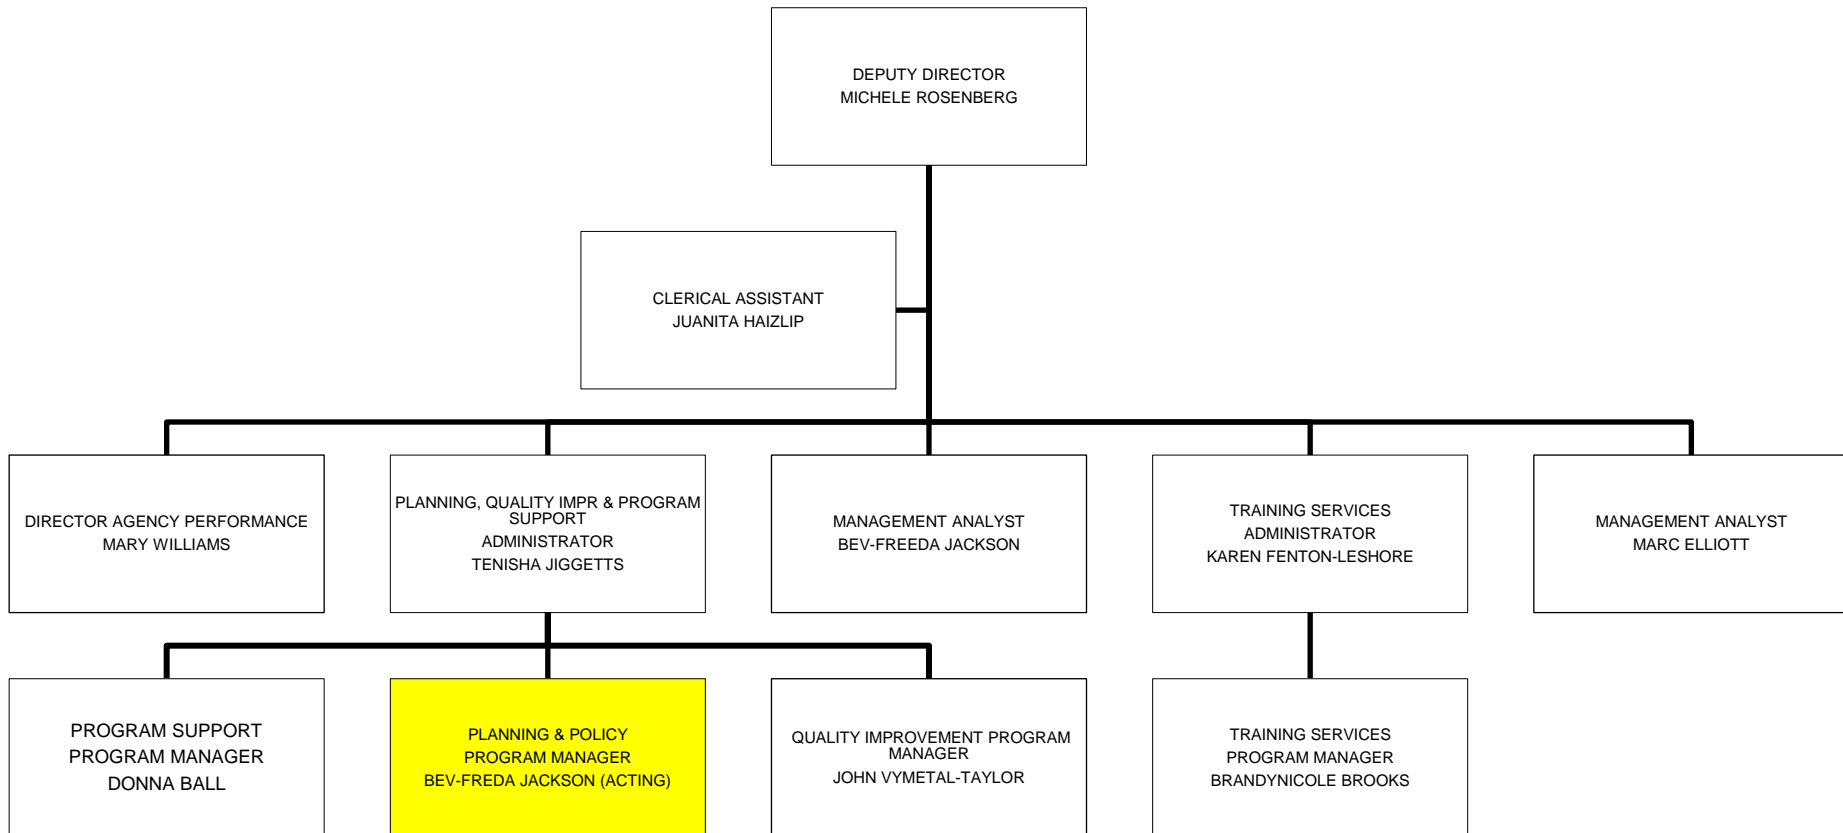 DEPUTY DIRECTOR
MICHELE ROSENBERG
CLERICAL ASSISTANT
JUANITA HAIZLIP
DIRECTOR AGENCY PERFORMANCE
MARY WILLIAMS
PLANNING, QUALITY IMPR & PROGRAM
SUPPORT
ADMINISTRATOR
TENISHA JIGGETTS
MANAGEMENT ANALYST
BEV-FREEDA JACKSON
TRAINING SERVICES
ADMINISTRATOR
KAREN FENTON-LESHORE
MANAGEMENT ANALYST
MARC ELLIOTT
PROGRAM SUPPORT
PROGRAM MANAGER
DONNA BALL
PLANNING & POLICY
PROGRAM MANAGER
BEV-FREDA JACKSON (ACTING)
QUALITY IMPROVEMENT PROGRAM
MANAGER
JOHN VYMETAL-TAYLOR
TRAINING SERVICES
PROGRAM MANAGER
BRANDYNICOLE BROOKS